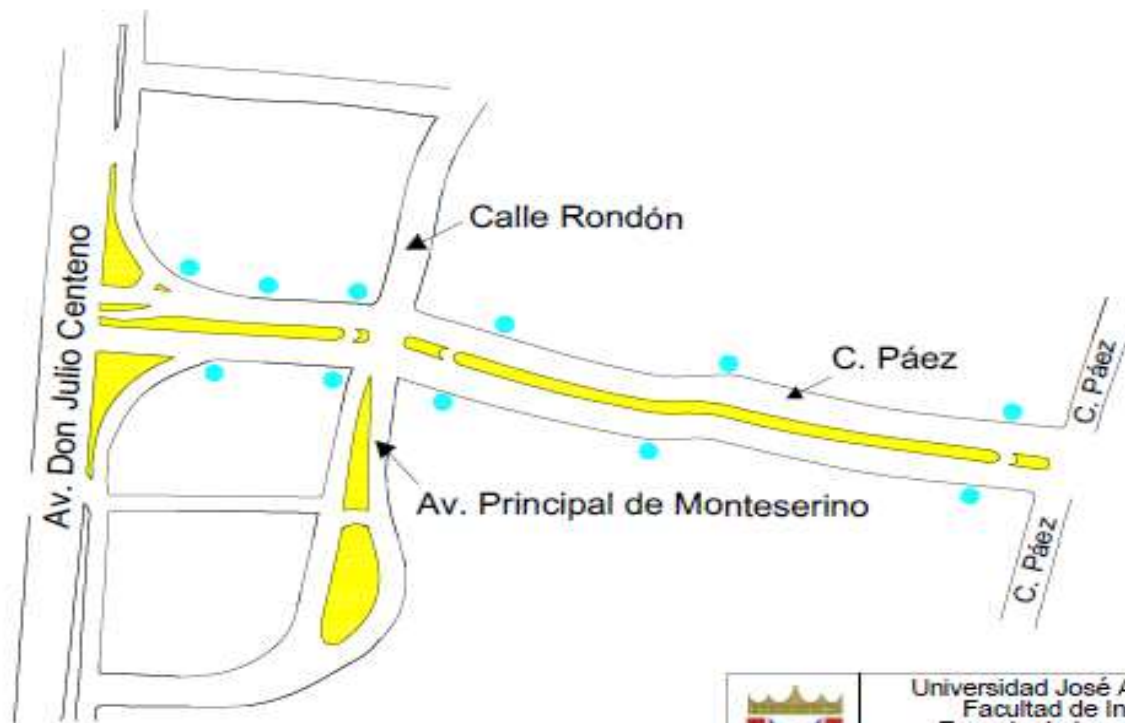 Calle Rondón
Av. Don Julio Centeno
C. Páez
C. Páez
Av. Principal de Monteserino
C. Páez
Universidad José A
Facultad de In